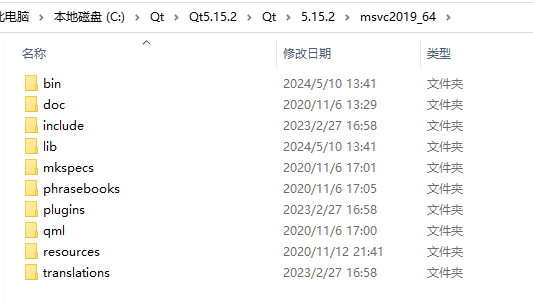 此电脑 > 本地磁盘 (C:) > Qt > Qt5.15.2 > Qt > 5.15.2 > msvc2019_64 >
名称 修改日期 类型
bin 2024/5/10 13:41 文件夹
doc 2020/11/6 13:29 文件夹
include 2023/2/27 16:58 文件夹
lib 2024/5/10 13:41 文件夹
mkspecs 2020/11/6 17:01 文件夹
phrasebooks 2020/11/6 17:05 文件夹
plugins 2023/2/27 16:58 文件夹
qml 2020/11/6 17:00 文件夹
resources 2020/11/12 21:41 文件夹
translations 2023/2/27 16:58 文件夹